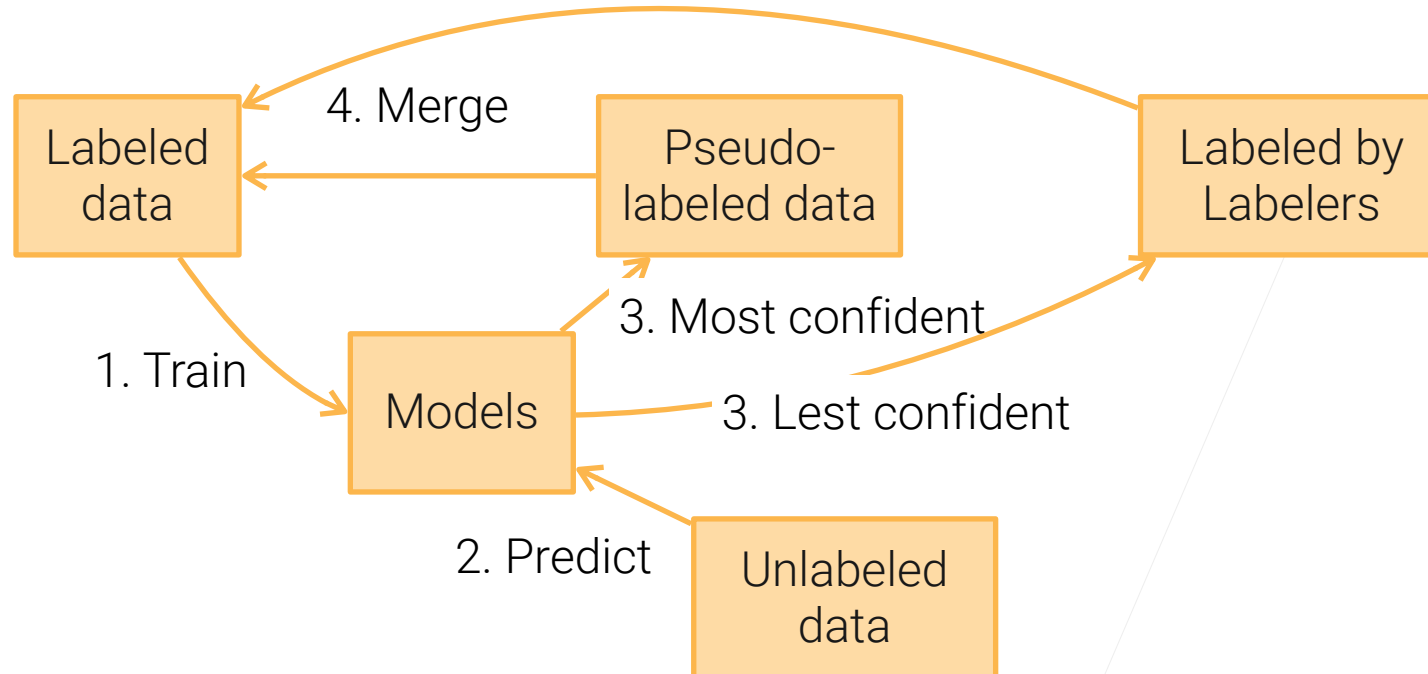 4. Merge
Labeled
data
Pseudo-
labeled data
Labeled by
Labelers
3. Most confident
1. Train
Models
3. Lest confident
2. Predict
Unlabeled
data